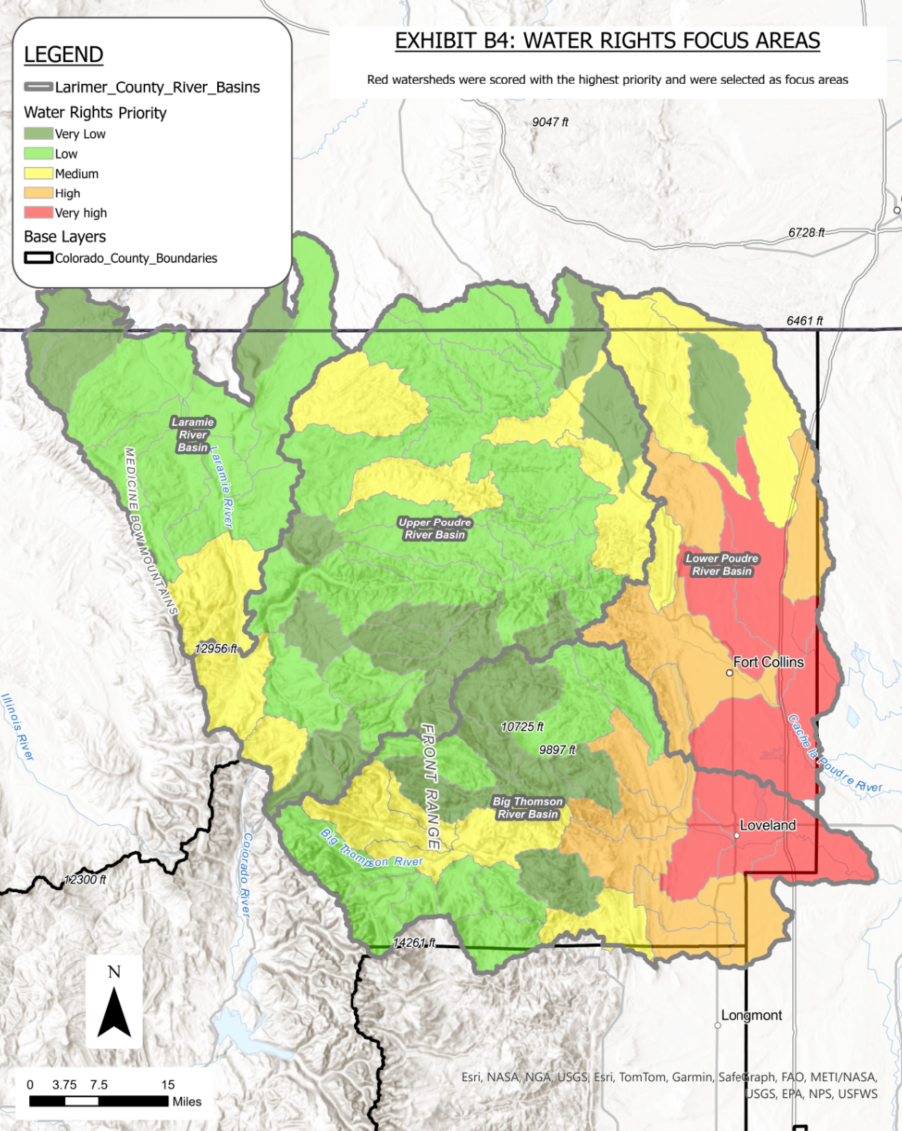 EXHIBIT B4: WATER RIGHTS FOCUS AREAS
Red watersheds were scored with the highest priority and were selected as focus areas
LEGEND
Larimer_County_River_Basins
Water Rights Priority
Very Low
Low
Medium
High
Very high
Base Layers
Colorado_County_Boundaries
9047 ft
6728 ft
6461 ft
Laramie
River
Basin
Laramie River
MEDICINE BOW MOUNTAINS
Upper Poudre
River Basin
Lower Poudre
River Basin
12956 ft
Fort Collins
Illinois River
10725 ft
9897 ft
FRONT RANGE
Cache la Poudre River
Big Thomson
River Basin
Loveland
Big Thompson River
Colorado River
12300 ft
14261 ft
N
Longmont
0 3.75 7.5 15
Miles
Esri, NASA, NGA, USGS, Esri, TomTom, Garmin, SafeGraph, FAO, METI/NASA,
USGS, EPA, NPS, USFWS